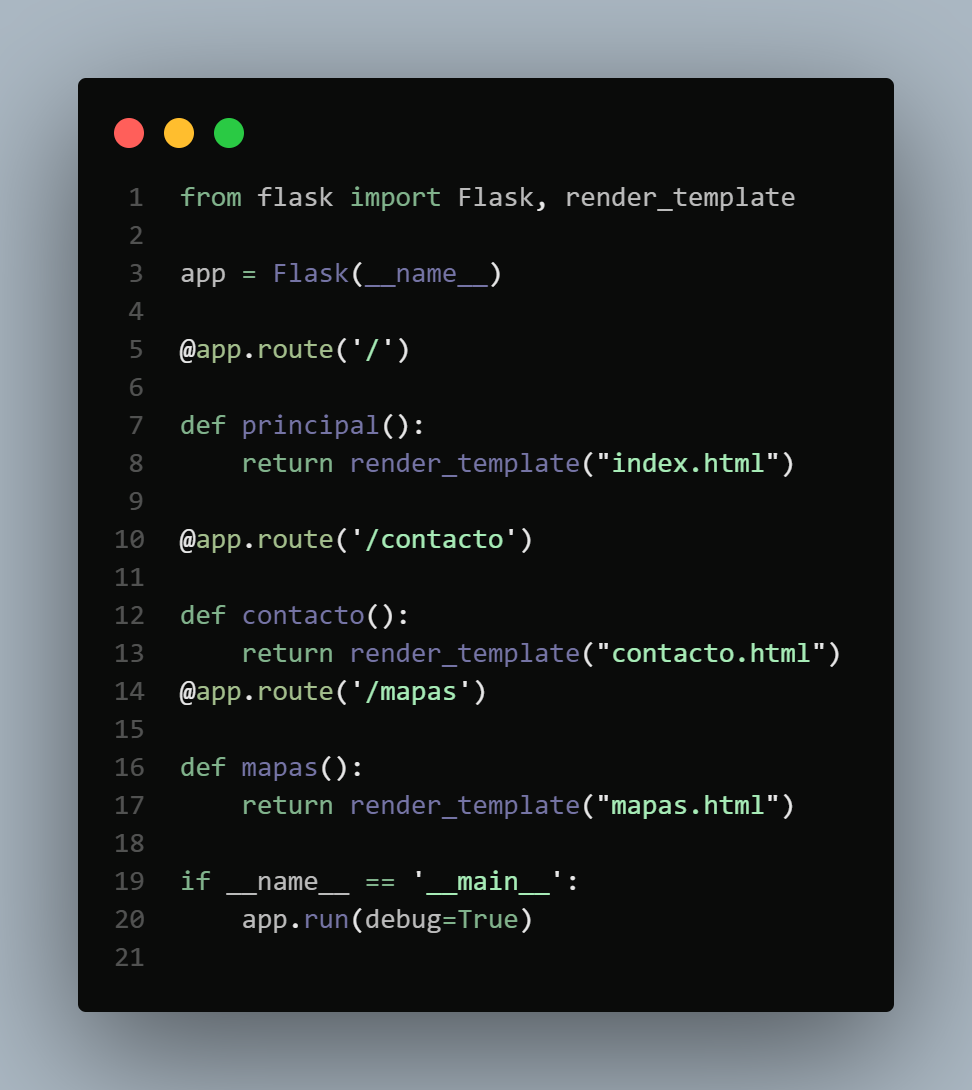 1 from flask import Flask, render_template
2
3 app = Flask(__name__)
4
5 @app.route('/')
6
7 def principal():
8     return render_template("index.html")
9
10 @app.route('/contacto')
11
12 def contacto():
13     return render_template("contacto.html")
14 @app.route('/mapas')
15
16 def mapas():
17     return render_template("mapas.html")
18
19 if __name__ == '__main__':
20     app.run(debug=True)
21